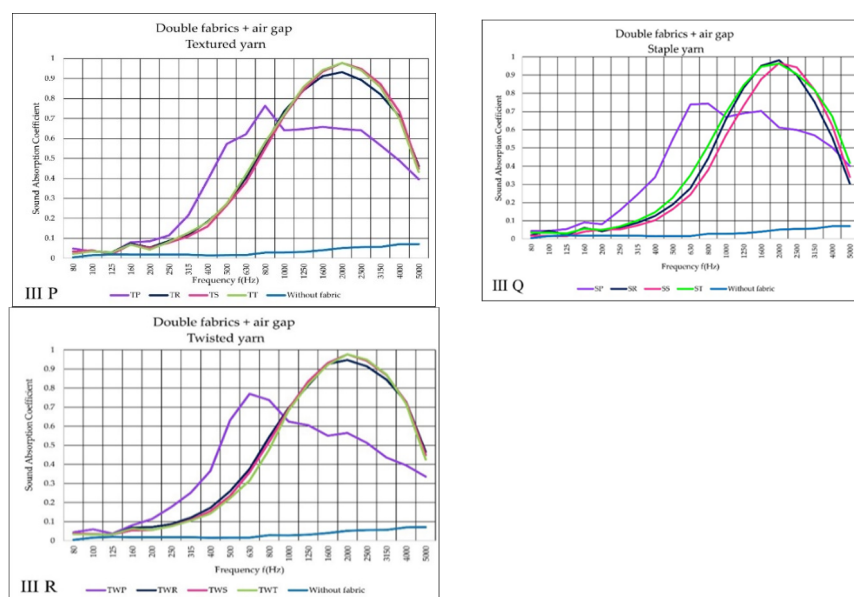 Double fabrics + air gap
Textured yarn
Sound Absorption Coefficient
1
0.9
0.8
0.7
0.6
0.5
0.4
0.3
0.2
0.1
0
80 100 125 160 200 250 315 400 500 630 800 1000 1250 1600 2000 2500 3150 4000 5000
Frequency f(Hz)
III P
TP TR TS TT Without fabric
Double fabrics + air gap
Staple yarn
Sound Absorption Coefficient
1
0.9
0.8
0.7
0.6
0.5
0.4
0.3
0.2
0.1
0
80 100 125 160 200 250 315 400 500 630 800 1000 1250 1600 2000 2500 3150 4000 5000
Frequency f(Hz)
III Q
SP SR SS ST Without fabric
Double fabrics + air gap
Twisted yarn
Sound Absorption Coefficient
1
0.9
0.8
0.7
0.6
0.5
0.4
0.3
0.2
0.1
0
80 100 125 160 200 250 315 400 500 630 800 1000 1250 1600 2000 2500 3150 4000 5000
Frequency f(Hz)
III R
TWP TWR TWS TWT Without fabric